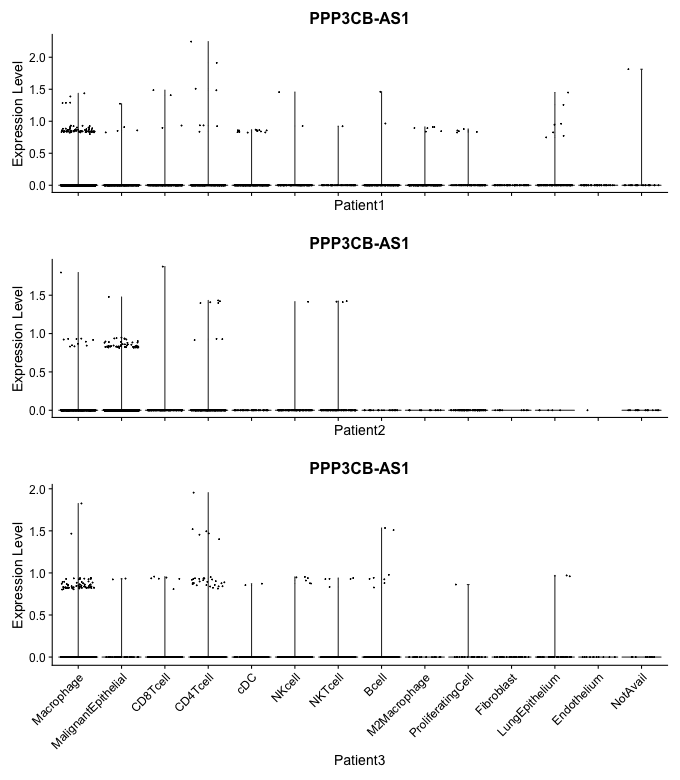 PPP3CB-AS1
Expression Level
2.0
1.5
1.0
0.5
0.0
Patient1
PPP3CB-AS1
Expression Level
1.5
1.0
0.5
0.0
Patient2
PPP3CB-AS1
Expression Level
2.0
1.5
1.0
0.5
0.0
Macrophage
MalignantEpithelial
CD8Tcell
CD4Tcell
cDC
NKcell
NKTcell
Bcell
M2Macrophage
ProliferatingCell
Fibroblast
LungEpithelium
Endothelium
NotAvail
Patient3